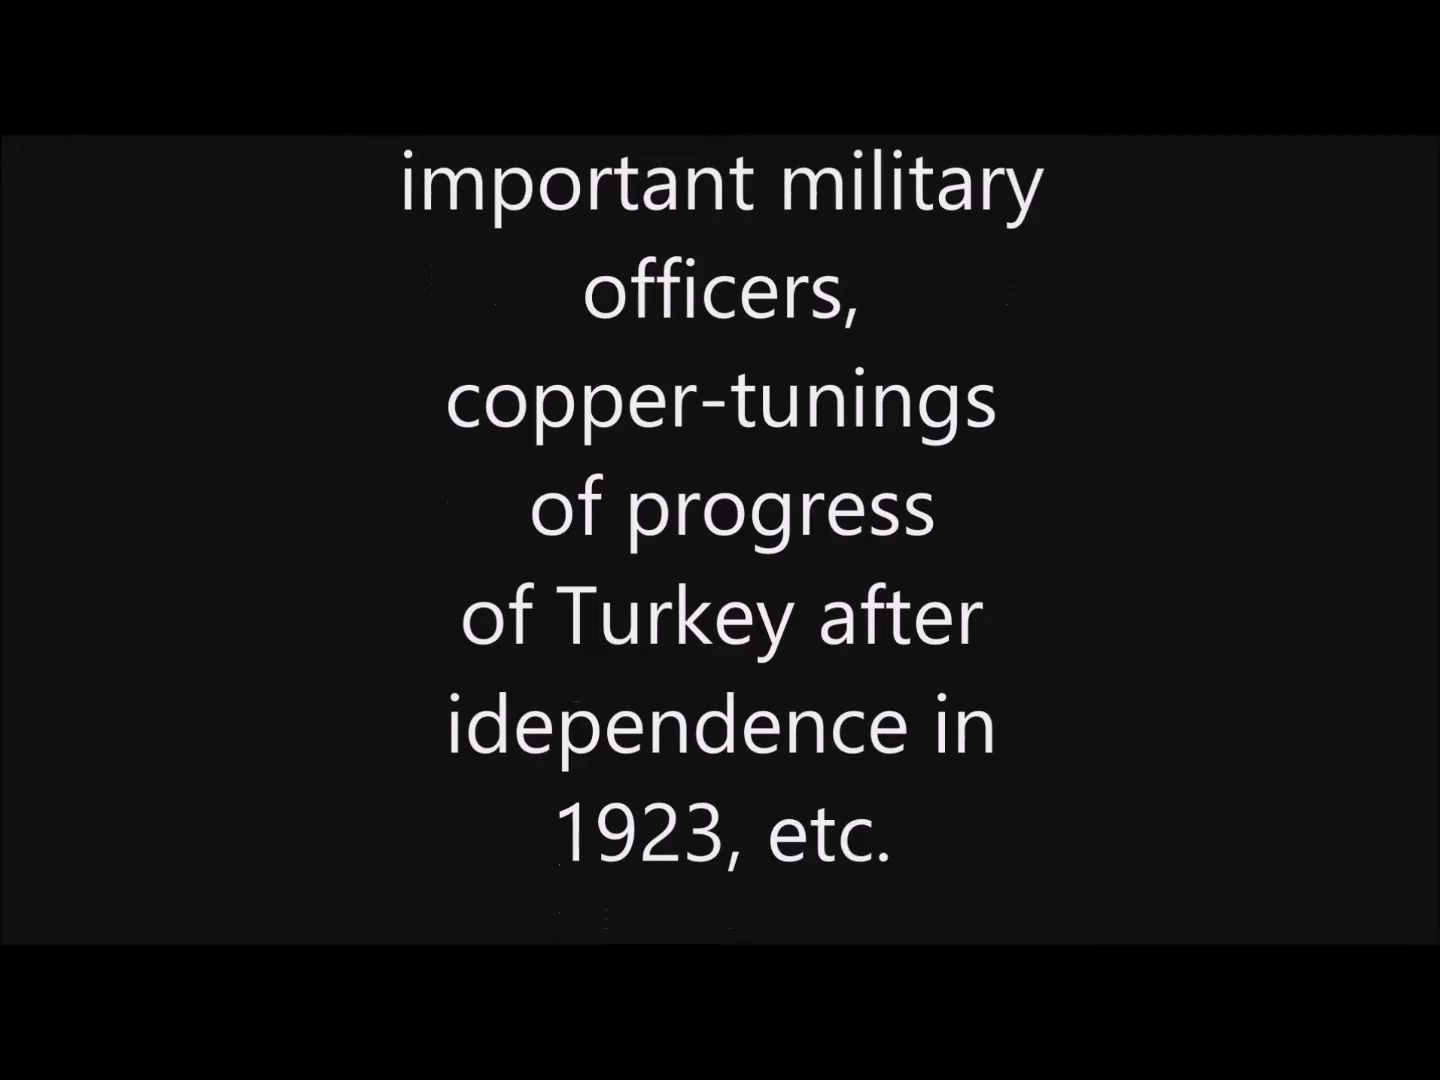 important military
officers,
copper-tunings
of progress
of Turkey after
idependence in
1923, etc.